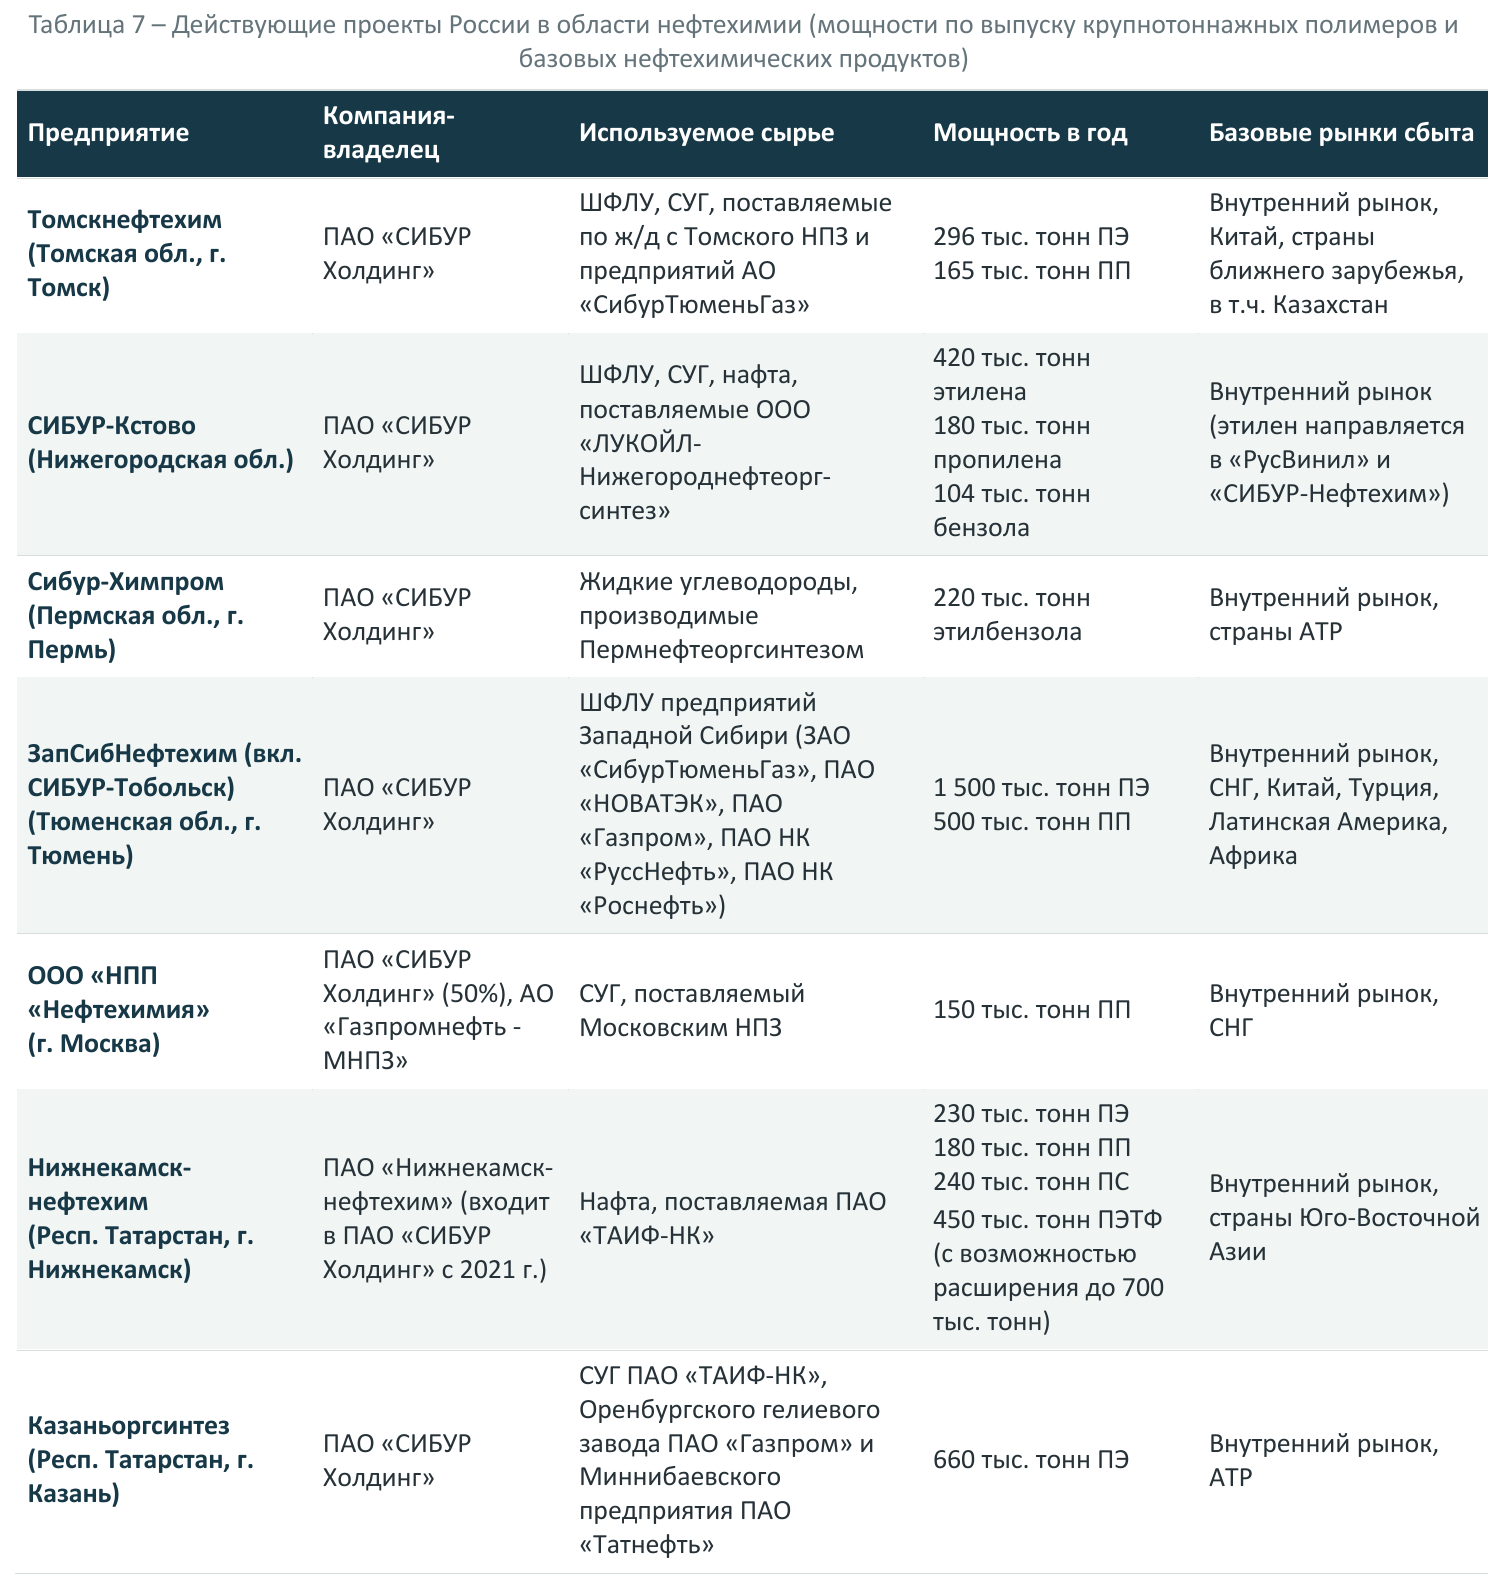 Таблица 7 – Действующие проекты России в области нефтехимии (мощности по выпуску крупнотоннажных полимеров и
базовых нефтехимических продуктов)
Предприятие
Компания-
владелец
Используемое сырье
Мощность в год
Базовые рынки сбыта
Томскнефтехим
(Томская обл., г.
Томск)
ПАО «СИБУР
Холдинг»
ШФЛУ, СУГ, поставляемые
по ж/д с Томского НПЗ и
предприятий АО
«СибурТюменьГаз»
296 тыс. тонн ПЭ
165 тыс. тонн ПП
Внутренний рынок,
Китай, страны
ближнего зарубежья,
в т.ч. Казахстан
СИБУР-Кстово
(Нижегородская обл.)
ПАО «СИБУР
Холдинг»
ШФЛУ, СУГ, нафта,
поставляемые ООО
«ЛУКОЙЛ-
Нижегороднефтеорг-
синтез»
420 тыс. тонн
этилена
180 тыс. тонн
пропилена
104 тыс. тонн
бензола
Внутренний рынок
(этилен направляется
в «РусВинил» и
«СИБУР-Нефтехим»)
Сибур-Химпром
(Пермская обл., г.
Пермь)
ПАО «СИБУР
Холдинг»
Жидкие углеводороды,
производимые
Пермнефтеоргсинтезом
220 тыс. тонн
этилбензола
Внутренний рынок,
страны АТР
ЗапСибНефтехим (вкл.
СИБУР-Тобольск)
(Тюменская обл., г.
Тюмень)
ПАО «СИБУР
Холдинг»
ШФЛУ предприятий
Западной Сибири (ЗАО
«СибурТюменьГаз», ПАО
«НОВАТЭК», ПАО
«Газпром», ПАО НК
«РуссНефть», ПАО НК
«Роснефть»)
1 500 тыс. тонн ПЭ
500 тыс. тонн ПП
Внутренний рынок,
СНГ, Китай, Турция,
Латинская Америка,
Африка
ООО «НПП
«Нефтехимия»
(г. Москва)
ПАО «СИБУР
Холдинг» (50%), АО
«Газпромнефть -
МНПЗ»
СУГ, поставляемый
Московским НПЗ
150 тыс. тонн ПП
Внутренний рынок,
СНГ
Нижнекамск-
нефтехим
(Респ. Татарстан, г.
Нижнекамск)
ПАО «Нижнекамск-
нефтехим» (входит
в ПАО «СИБУР
Холдинг» с 2021 г.)
Нафта, поставляемая ПАО
«ТАИФ-НК»
230 тыс. тонн ПЭ
180 тыс. тонн ПП
240 тыс. тонн ПС
450 тыс. тонн ПЭТФ
(с возможностью
расширения до 700
тыс. тонн)
Внутренний рынок,
страны Юго-Восточной
Азии
Казаньоргсинтез
(Респ. Татарстан, г.
Казань)
ПАО «СИБУР
Холдинг»
СУГ ПАО «ТАИФ-НК»,
Оренбургского гелиевого
завода ПАО «Газпром» и
Миннибаевского
предприятия ПАО
«Татнефть»
660 тыс. тонн ПЭ
Внутренний рынок,
АТР